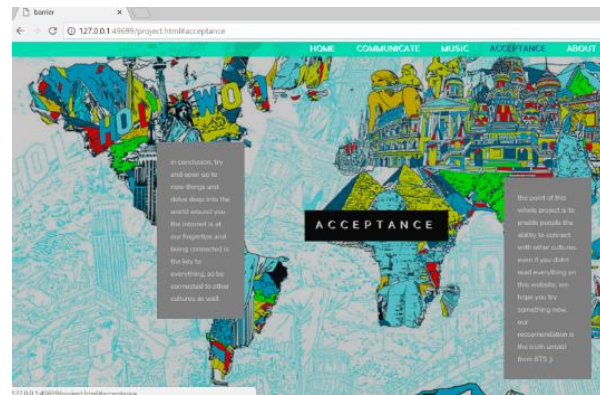 barrier
127.0.0.1:49699/project.html#acceptance
HOME COMMUNICATE MUSIC ACCEPTANCE ABOUT
HOLLYWOO
in conclusion, try
and open up to
new things and
delve deep into the
world around you.
the internet is at
our fingertips and
being connected is
the key to
everything, so be
connected to other
cultures as well
ACCEPTANCE
the point of this
whole project is to
enable people the
ability to connect
with other cultures.
even if you didnt
read everything on
this website, we
hope you try
something new.
our
reccomendation is
the truth untold
from BTS :)
127.0.0.1:49699/project.html#acceptance